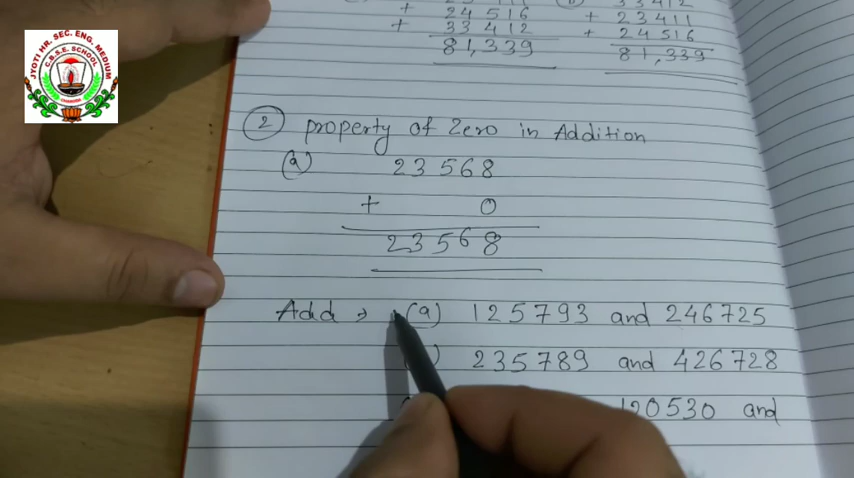 JYOTI HR. SEC. ENG. MEDIUM
C.B.S.E. SCHOOL
+ 24516 + 23411
+ 33412 + 24516
81,339 81,339
2 Property of Zero in Addition
(a) 23568
+ 0
23568
Add → (a) 125793 and 246725
235789 and 426728
120530 and